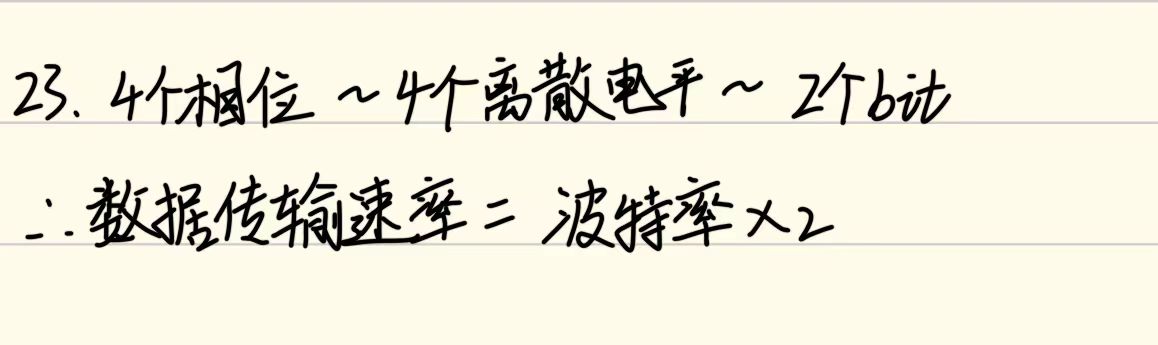 23. 4个相位 ~ 4个离散电平 ~ 2个bit
∴ 数据传输速率 = 波特率×2